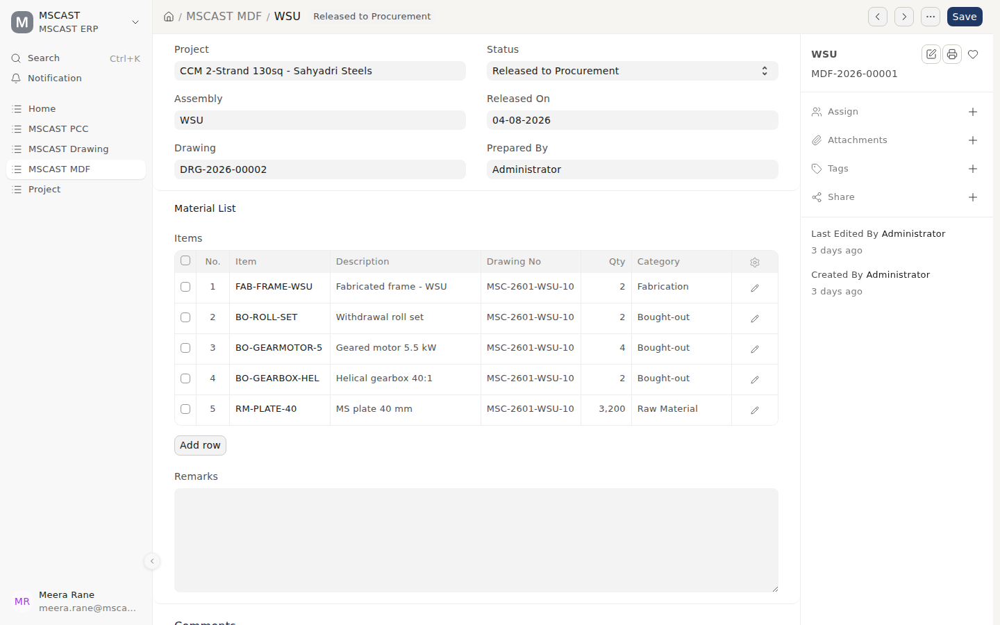 MSCAST
MSCAST ERP
Search Ctrl+K
Notification
Home
MSCAST PCC
MSCAST Drawing
MSCAST MDF
Project
MR
Meera Rane
meera.rane@msca...
/ MSCAST MDF / WSU Released to Procurement
Save
Project
CCM 2-Strand 130sq - Sahyadri Steels
Status
Released to Procurement
Assembly
WSU
Released On
04-08-2026
Drawing
DRG-2026-00002
Prepared By
Administrator
Material List
Items
No. Item Description Drawing No Qty Category
1 FAB-FRAME-WSU Fabricated frame - WSU MSC-2601-WSU-10 2 Fabrication
2 BO-ROLL-SET Withdrawal roll set MSC-2601-WSU-10 2 Bought-out
3 BO-GEARMOTOR-5 Geared motor 5.5 kW MSC-2601-WSU-10 4 Bought-out
4 BO-GEARBOX-HEL Helical gearbox 40:1 MSC-2601-WSU-10 2 Bought-out
5 RM-PLATE-40 MS plate 40 mm MSC-2601-WSU-10 3,200 Raw Material
Add row
Remarks
Comments
WSU
MDF-2026-00001
Assign
Attachments
Tags
Share
Last Edited By Administrator
3 days ago
Created By Administrator
3 days ago